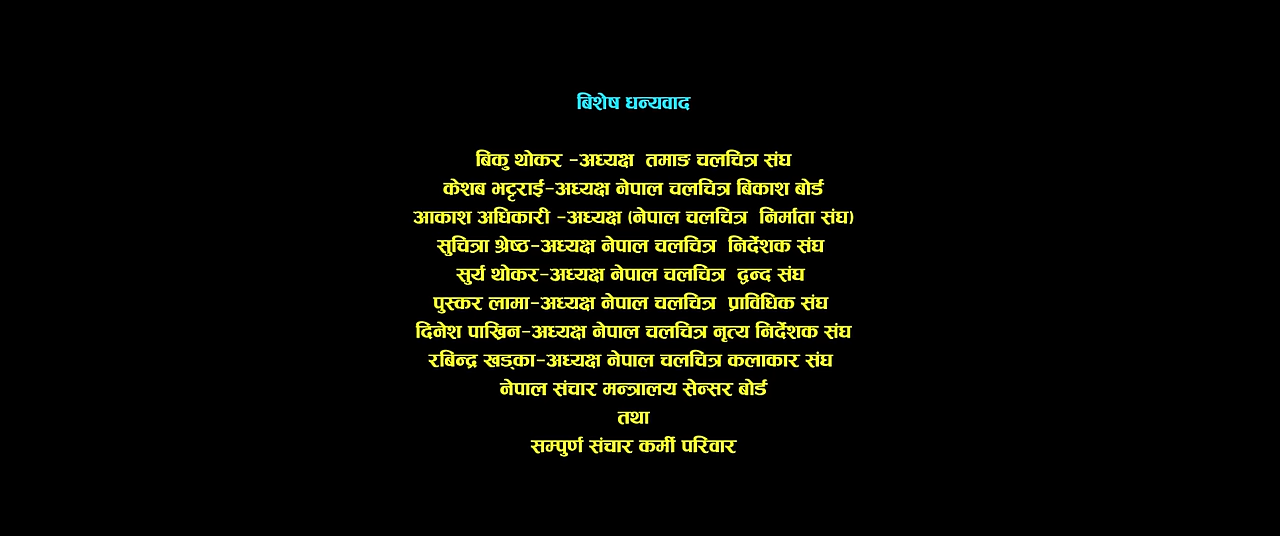 बिशेष धन्यवाद
बिकु थोकर -अध्यक्ष तमाङ चलचित्र संघ
केशब भट्टराई-अध्यक्ष नेपाल चलचित्र बिकाश बोर्ड
आकाश अधिकारी -अध्यक्ष (नेपाल चलचित्र निर्माता संघ)
सुचित्रा श्रेष्ठ-अध्यक्ष नेपाल चलचित्र निर्देशक संघ
सुर्य थोकर-अध्यक्ष नेपाल चलचित्र द्धन्द संघ
पुस्कर लामा-अध्यक्ष नेपाल चलचित्र प्राविधिक संघ
दिनेश पाख्रिन-अध्यक्ष नेपाल चलचित्र नृत्य निर्देशक संघ
रबिन्द्र खड्का-अध्यक्ष नेपाल चलचित्र कलाकार संघ
नेपाल संचार मन्त्रालय सेन्सर बोर्ड
तथा
सम्पुर्ण संचार कर्मी परिवार